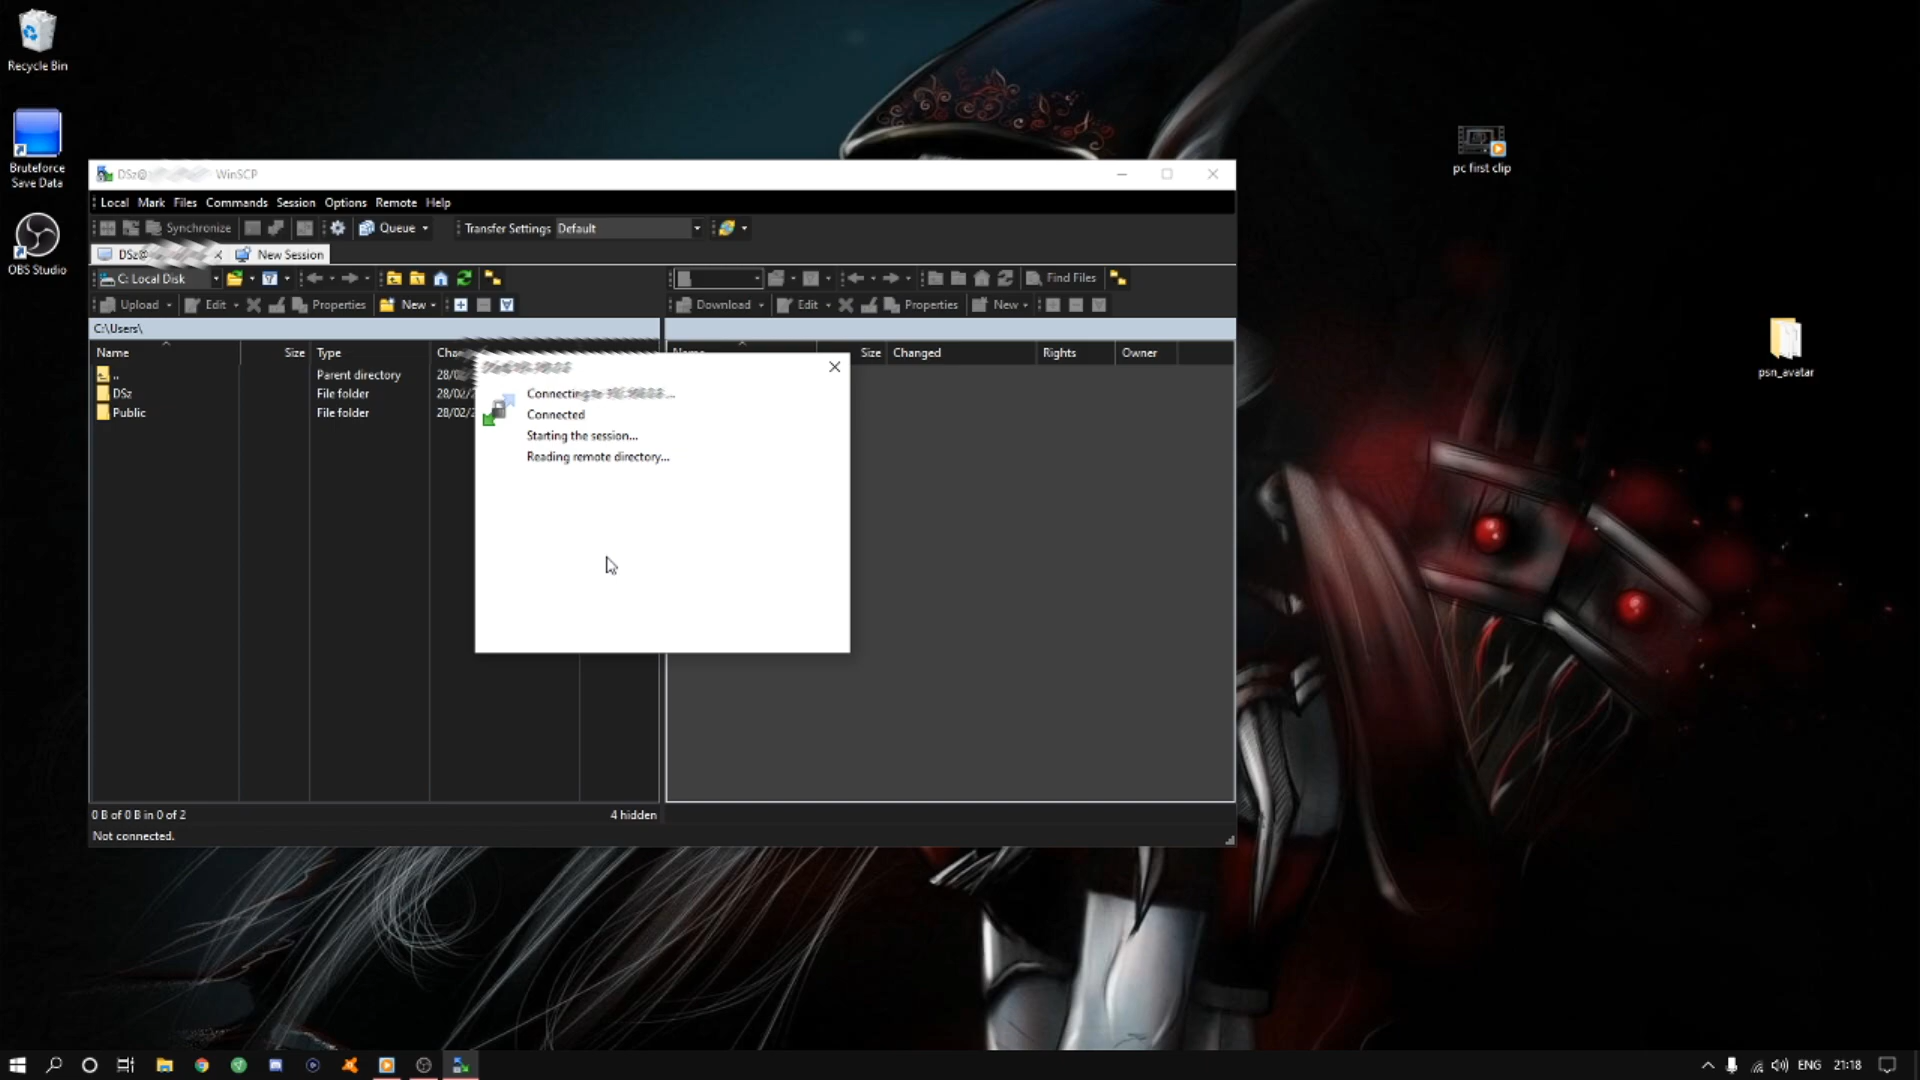 Recycle Bin
Bruteforce
Save Data
OBS Studio
pc first clip
psn_avatar
DSz@ WinSCP
Local Mark Files Commands Session Options Remote Help
Synchronize Queue Transfer Settings Default
DSz@ New Session
C: Local Disk Find Files
Upload Edit Properties New Download Edit Properties New
C:\Users\
Name Size Type Size Changed Rights Owner
.. Parent directory
DSz File folder
Public File folder
Connecting to ...
Connected
Starting the session...
Reading remote directory...
0 B of 0 B in 0 of 2 4 hidden
Not connected.
ENG 21:18